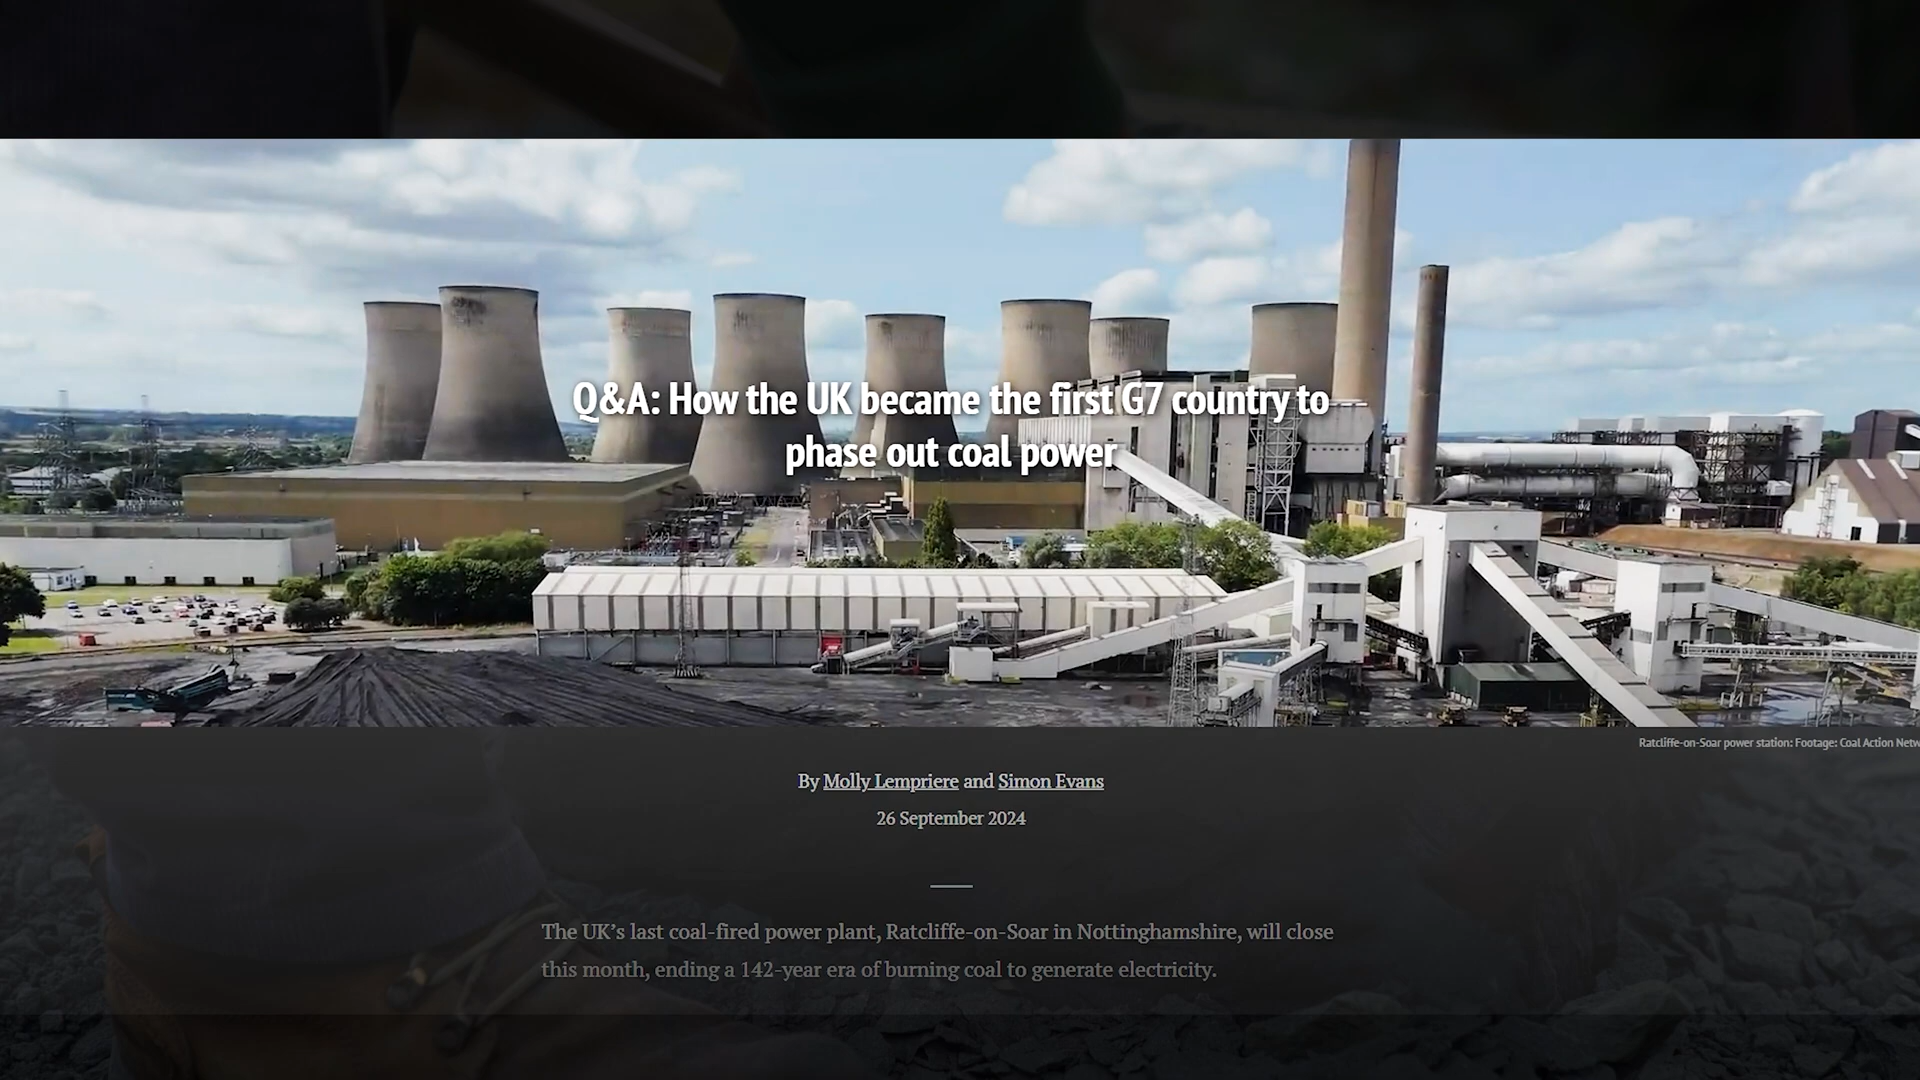 Q&A: How the UK became the first G7 country to
phase out coal power
Ratcliffe-on-Soar power station: Footage: Coal Action
By Molly Lempriere and Simon Evans
26 September 2024
The UK's last coal-fired power plant, Ratcliffe-on-Soar in Nottinghamshire, will close
this month, ending a 142-year era of burning coal to generate electricity.